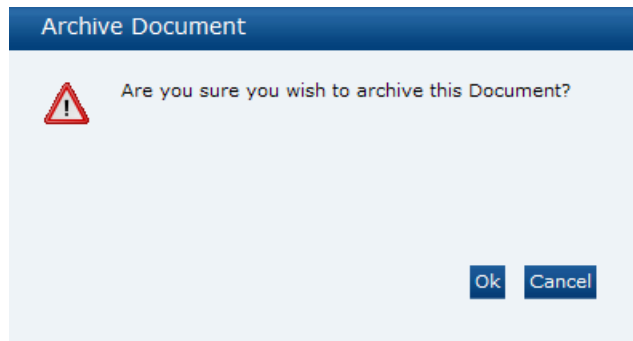 Archive Document
Are you sure you wish to archive this Document?
Ok Cancel